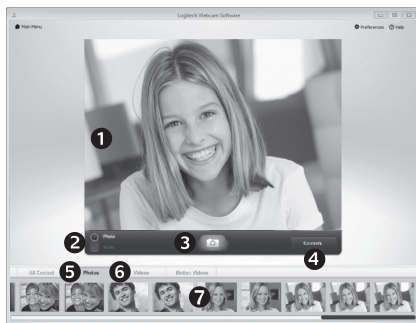 Logitech Webcam Software
Main Menu
Preferences
Help
1
2
Photo
Video
3
Controls
4
All Content
5
Photos
6
Videos
Motion Videos
7